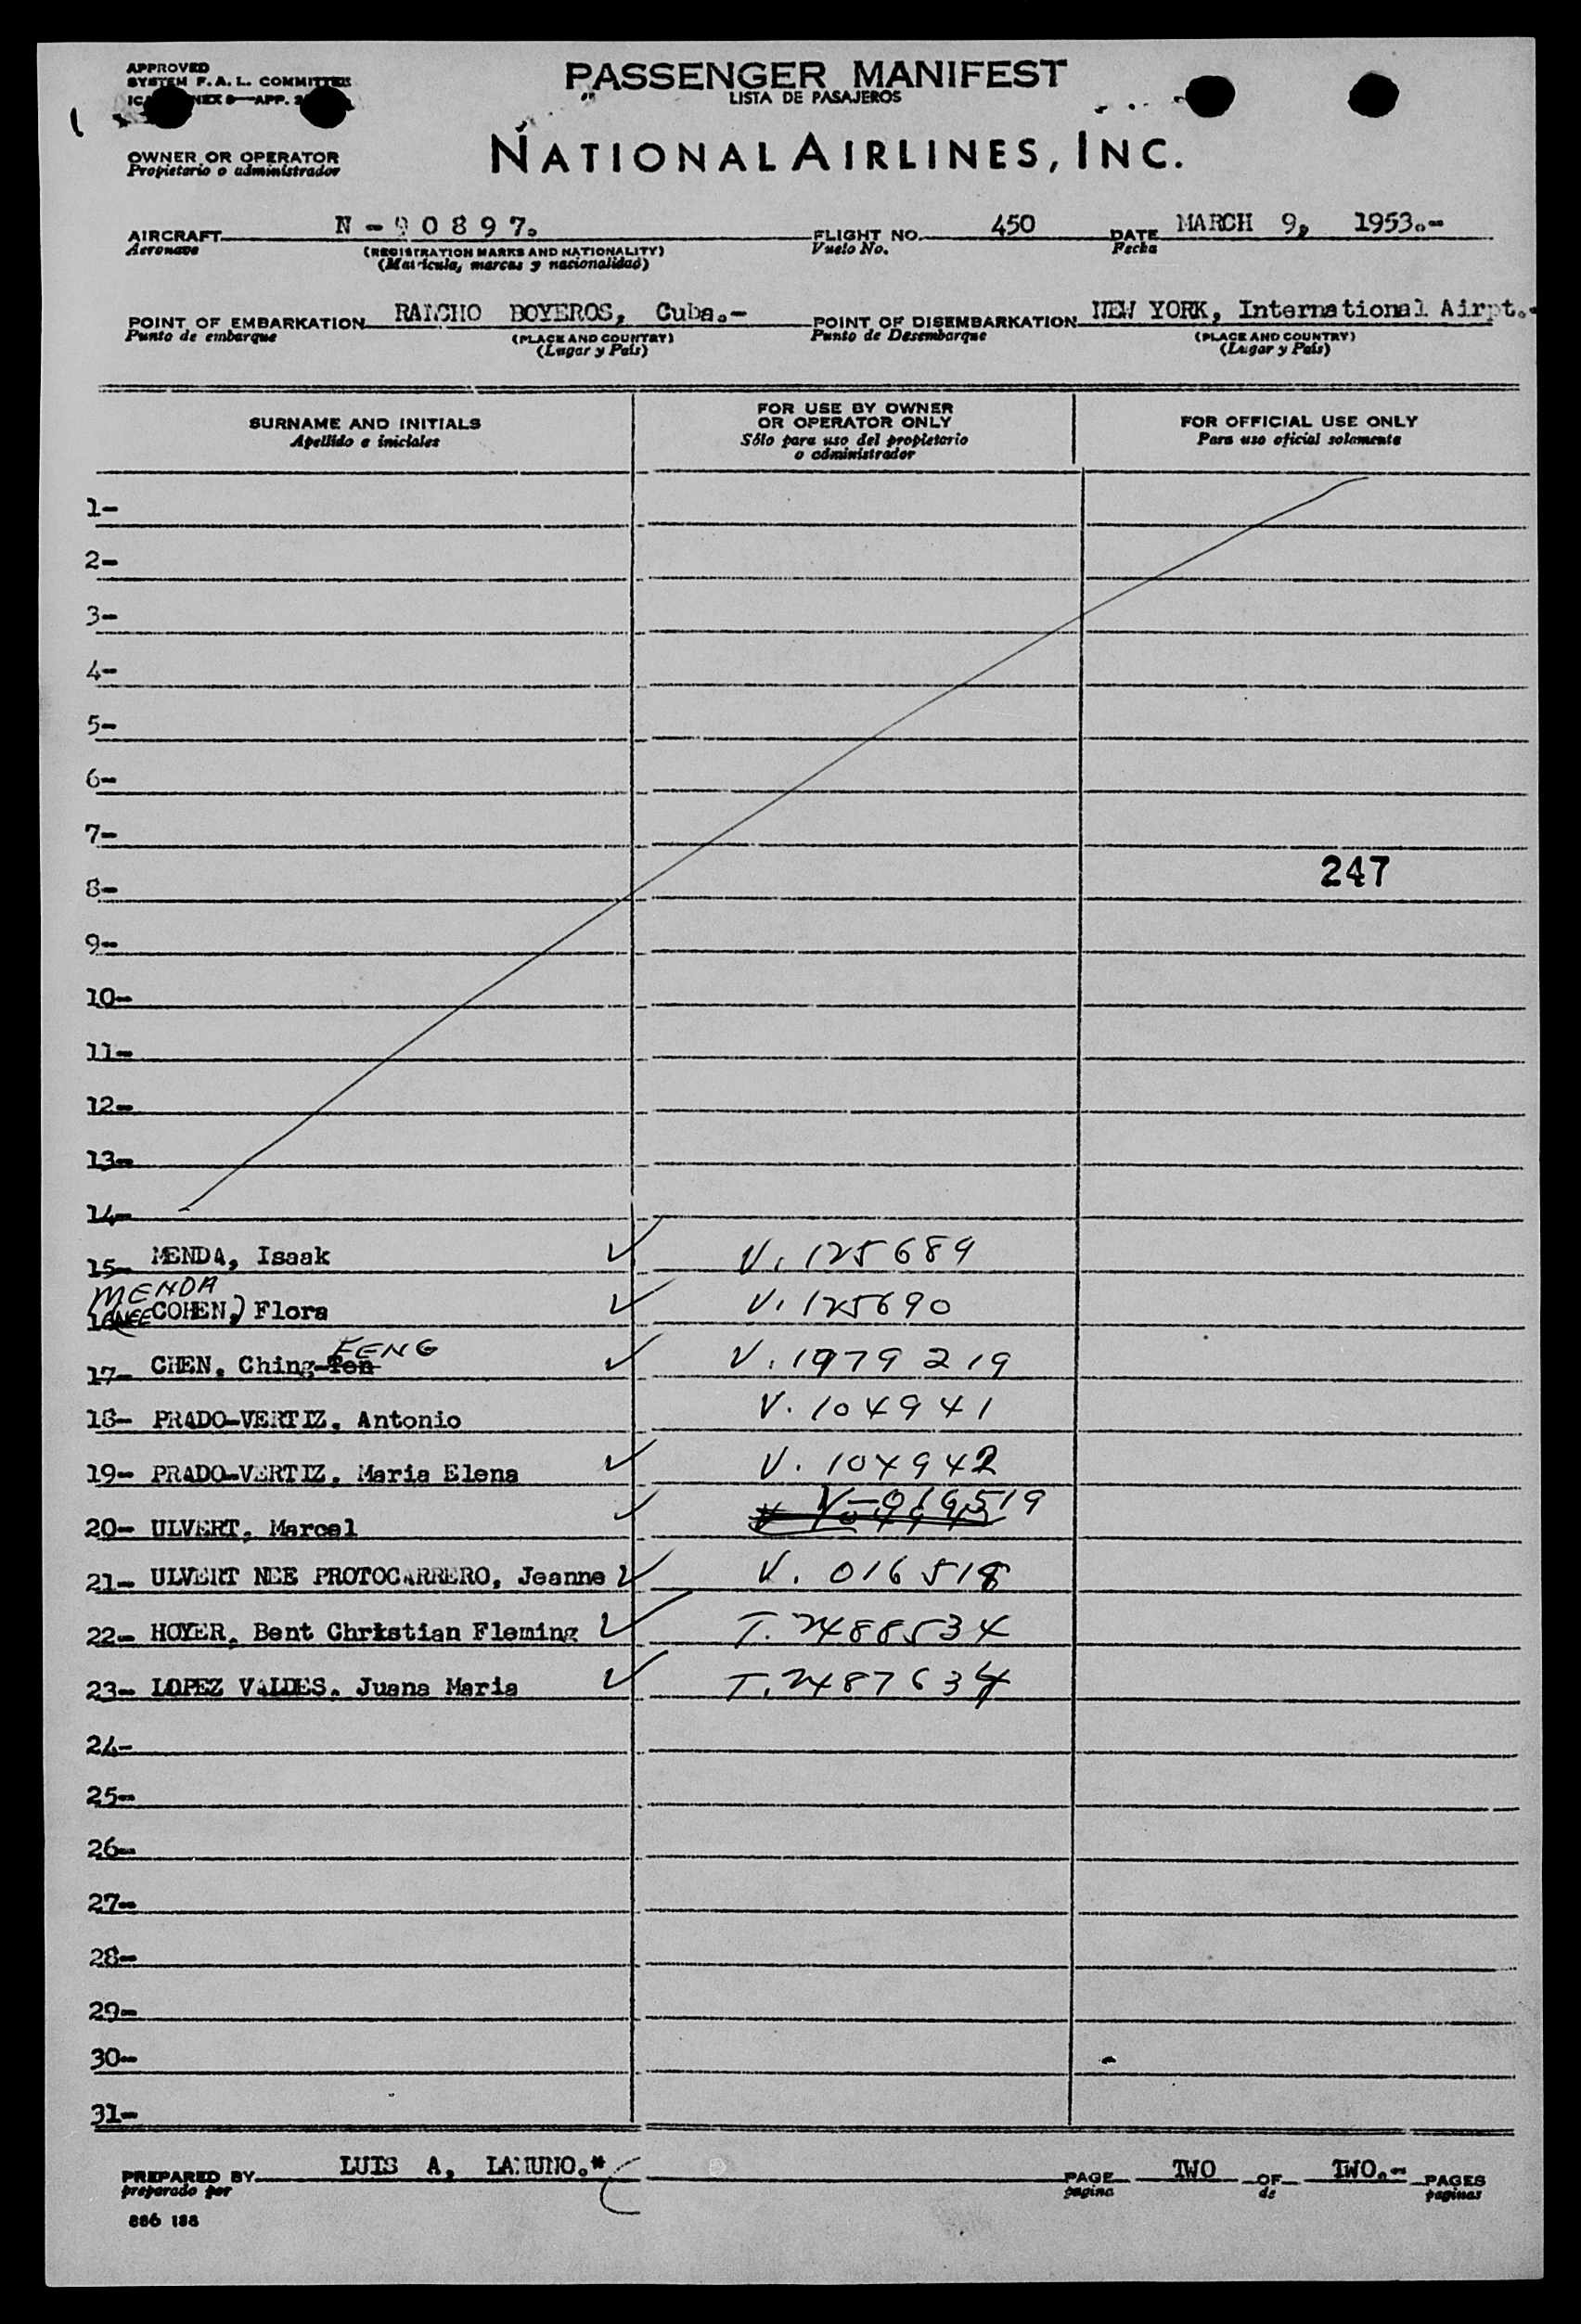 APPROVED
SYSTEM F.A.L. COMMITTEE
PASSENGER MANIFEST
LISTA DE PASAJEROS
OWNER OR OPERATOR
Propietario o administrador
NATIONAL AIRLINES, INC.
AIRCRAFT N - 90897. FLIGHT NO. 450 DATE MARCH 9, 1953.-
Aeronave (REGISTRATION MARKS AND NATIONALITY) Vuelo No. Fecha
(Matricula, marcas y nacionalidad)
POINT OF EMBARKATION RANCHO BOYEROS, Cuba.- POINT OF DISEMBARKATION NEW YORK, International Airpt.-
Punto de embarque (PLACE AND COUNTRY) Punto de Desembarque (PLACE AND COUNTRY)
(Lugar y País) (Lugar y País)
SURNAME AND INITIALS
Apellido e iniciales
FOR USE BY OWNER
OR OPERATOR ONLY
Sólo para uso del propietario
o administrador
FOR OFFICIAL USE ONLY
Para uso oficial solamente
1-
2-
3-
4-
5-
6-
7-
247
8-
9-
10-
11-
12-
13-
14-
15- MENDA, Isaak V. 125689
MENDA
16- (NEE COHEN,) Flora V. 125690
FENG
17- CHEN, Ching-Ten V. 1979219
18- PRADO-VERTIZ, Antonio V. 104941
19- PRADO-VERTIZ, Maria Elena V. 104942
20- ULVERT, Marcel
21- ULVERT NEE PROTOCARRERO, Jeanne V. 016518
22- HOYER, Bent Christian Fleming T. 2488534
23- LOPEZ VALDES, Juana Maria T. 2487634
24-
25-
26-
27-
28-
29-
30-
31-
PREPARED BY LUIS A, LAMUNO.* PAGE TWO OF TWO.- PAGES
preparado por pagina de paginas
886 188